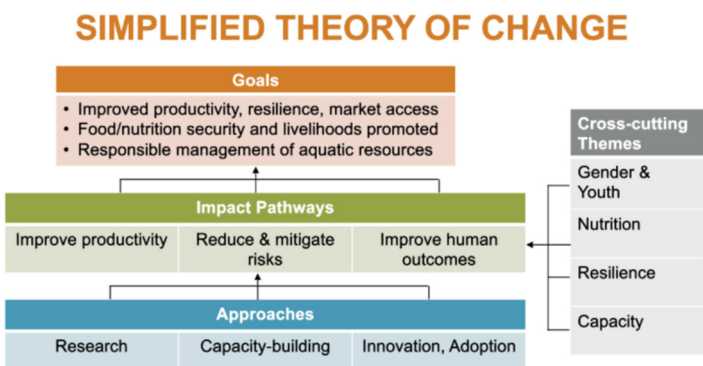 SIMPLIFIED THEORY OF CHANGE
Goals
• Improved productivity, resilience, market access
• Food/nutrition security and livelihoods promoted
• Responsible management of aquatic resources
Cross-cutting
Themes
Gender &
Youth
Nutrition
Resilience
Capacity
Impact Pathways
Improve productivity
Reduce & mitigate
risks
Improve human
outcomes
Approaches
Research
Capacity-building
Innovation, Adoption